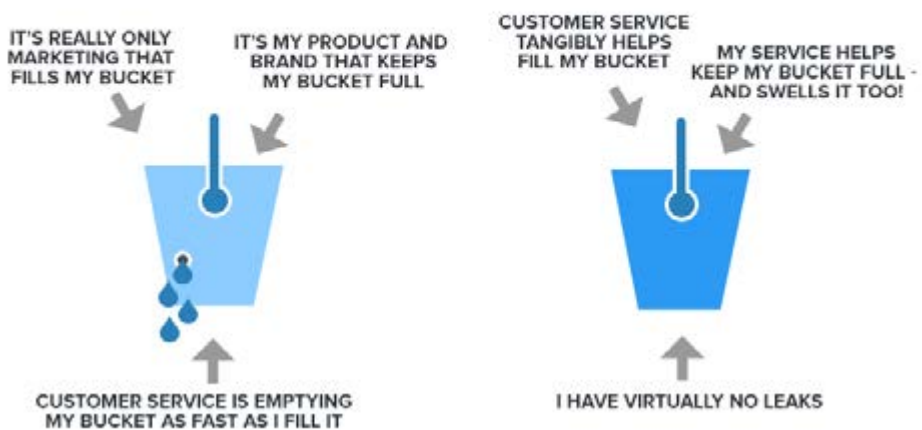 IT'S REALLY ONLY
MARKETING THAT
FILLS MY BUCKET
IT'S MY PRODUCT AND
BRAND THAT KEEPS
MY BUCKET FULL
CUSTOMER SERVICE IS EMPTYING
MY BUCKET AS FAST AS I FILL IT
CUSTOMER SERVICE
TANGIBLY HELPS
FILL MY BUCKET
MY SERVICE HELPS
KEEP MY BUCKET FULL -
AND SWELLS IT TOO!
I HAVE VIRTUALLY NO LEAKS